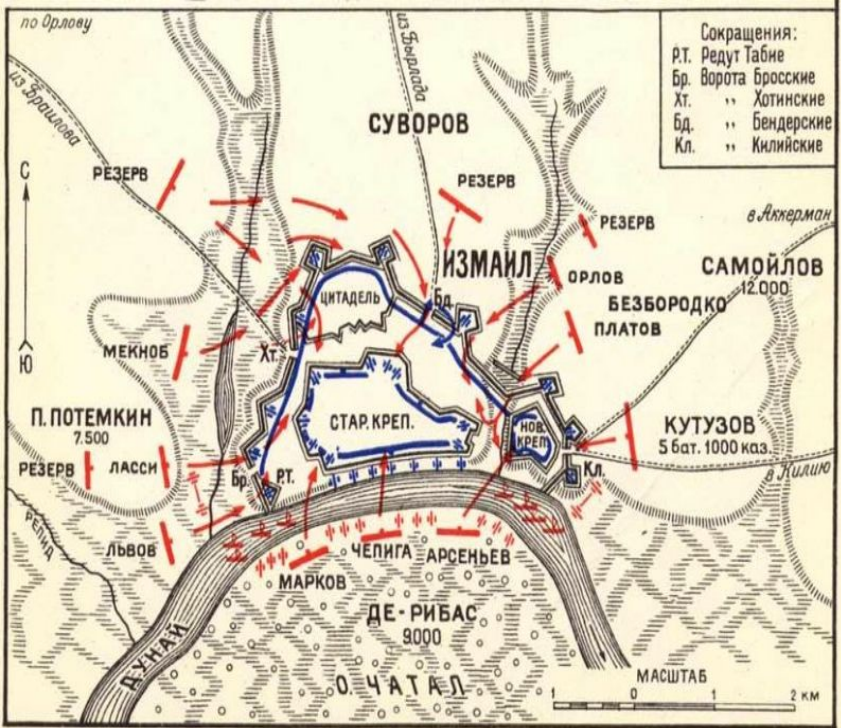 по Орлову
из Браилова
из Бырлада
Сокращения:
Р.Т. Редут Табие
Бр. Ворота Бросские
Хт. ,, Хотинские
Бд. ,, Бендерские
Кл. ,, Килийские
СУВОРОВ
С
Ю
РЕЗЕРВ
РЕЗЕРВ
РЕЗЕРВ
в Аккерман
ИЗМАИЛ
ОРЛОВ
САМОЙЛОВ
12.000
БЕЗБОРОДКО
ПЛАТОВ
ЦИТАДЕЛЬ
Бд.
Хт.
МЕКНОБ
П. ПОТЕМКИН
7.500
СТАР. КРЕП.
НОВ.
КРЕП.
КУТУЗОВ
5 бат. 1000 каз.
РЕЗЕРВ
ЛАССИ
Бр.
Р.Т.
Кл.
в Килию
РЕПИД
ЛЬВОВ
ЧЕПИГА
АРСЕНЬЕВ
МАРКОВ
ДЕ-РИБАС
9.000
ДУНАЙ
О. ЧАТАЛ
МАСШТАБ
1 0 1 2 км